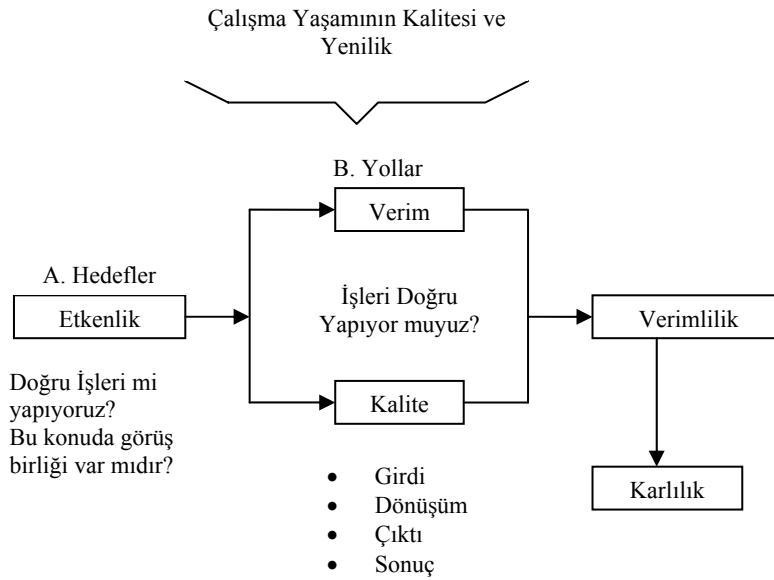 Çalışma Yaşamının Kalitesi ve
Yenilik
B. Yollar
Verim
A. Hedefler
Etkenlik
İşleri Doğru
Yapıyor muyuz?
Verimlilik
Doğru İşleri mi
yapıyoruz?
Bu konuda görüş
birliği var mıdır?
Kalite
Karlılık
• Girdi
• Dönüşüm
• Çıktı
• Sonuç